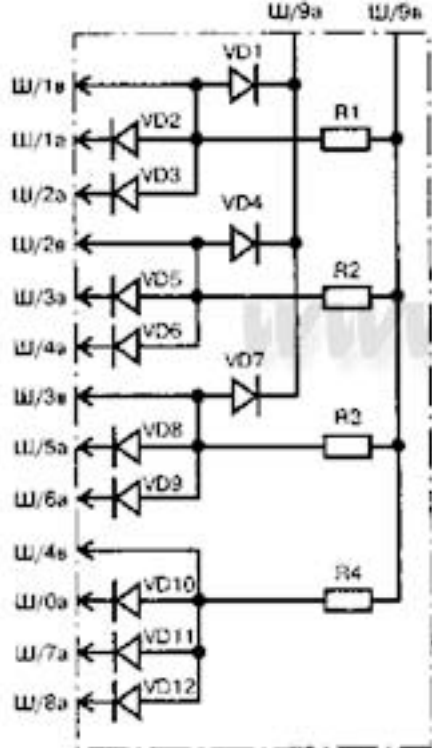 Ш/9а Ш/9в
Ш/1в VD1
Ш/1а VD2 R1
Ш/2а VD3
Ш/2в VD4
Ш/3а VD5 R2
Ш/4а VD6
Ш/3в VD7
Ш/5а VD8 R3
Ш/6а VD9
Ш/4в
Ш/0а VD10 R4
Ш/7а VD11
Ш/8а VD12